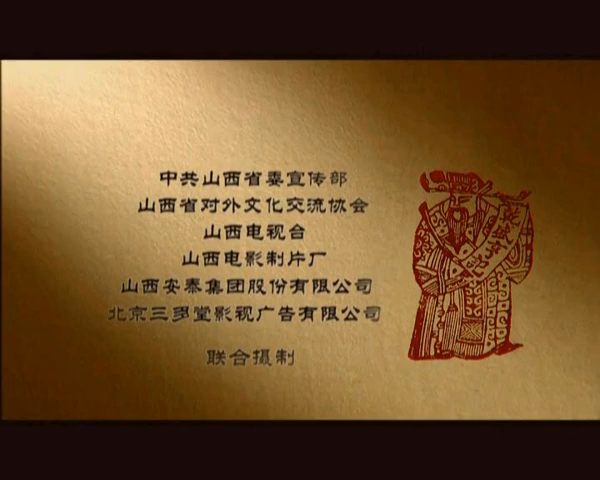 中共山西省委宣传部
山西省对外文化交流协会
山西电视台
山西电影制片厂
山西安泰集团股份有限公司
北京三多堂影视广告有限公司
联合摄制